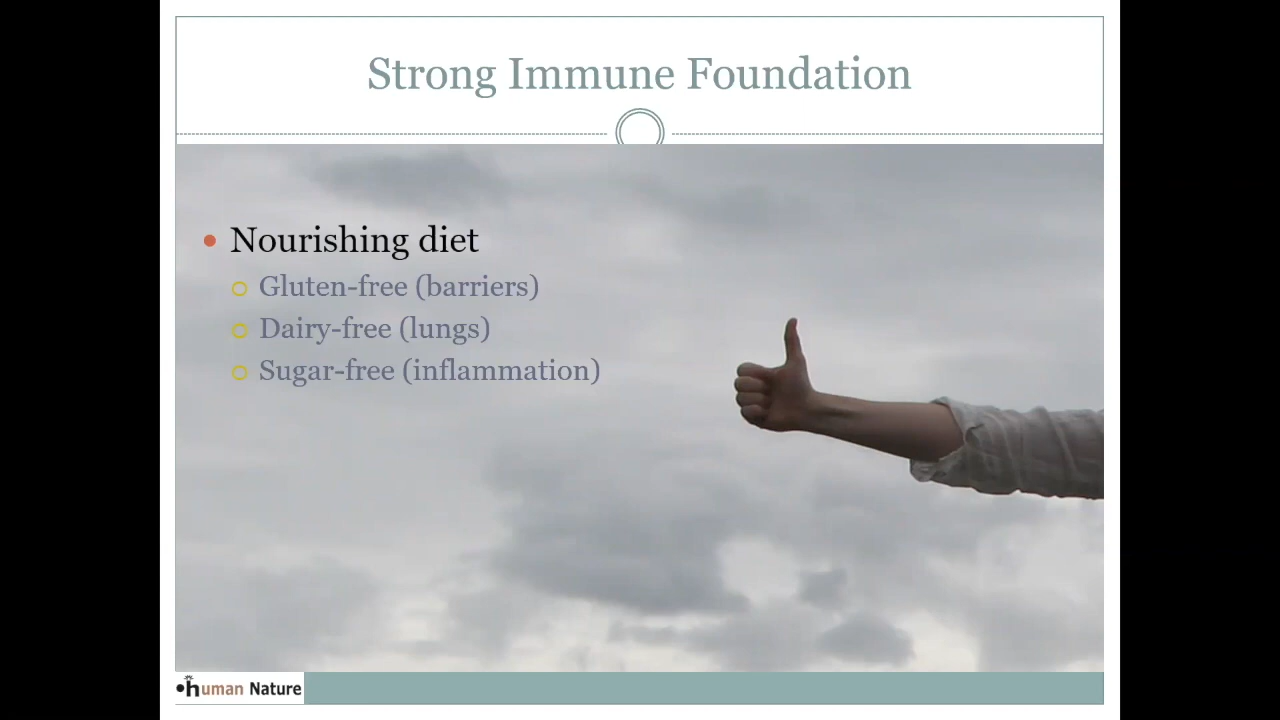 Strong Immune Foundation
Nourishing diet
Gluten-free (barriers)
Dairy-free (lungs)
Sugar-free (inflammation)
human Nature